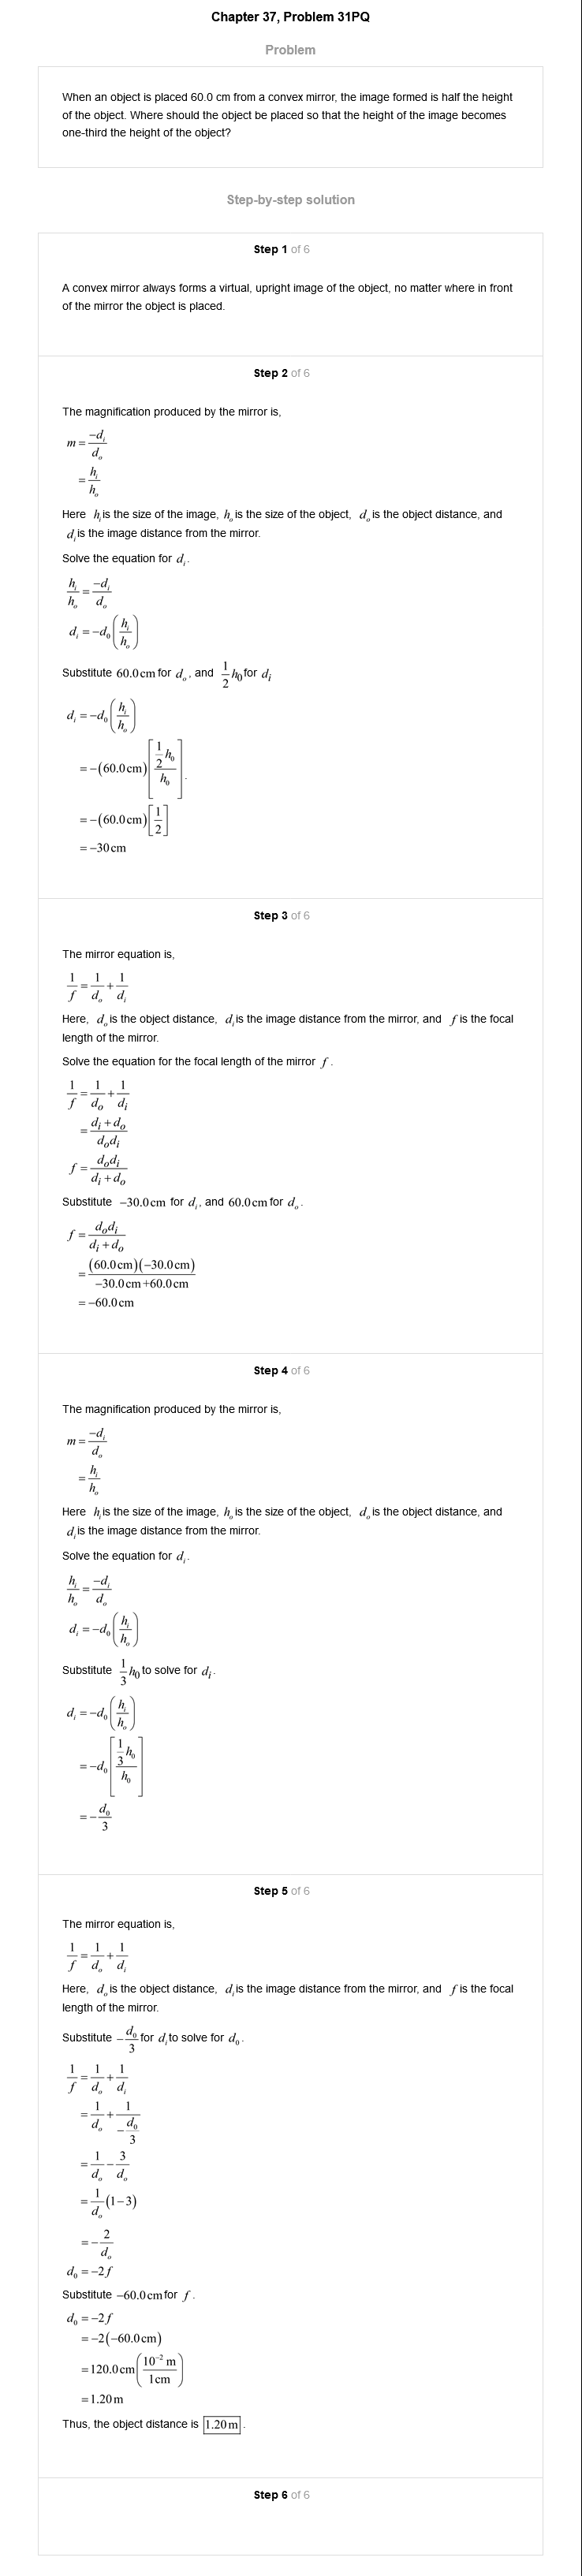 Chapter 37, Problem 31PQ
Problem
When an object is placed 60.0 cm from a convex mirror, the image formed is half the height
of the object. Where should the object be placed so that the height of the image becomes
one-third the height of the object?
Step-by-step solution
Step 1 of 6
A convex mirror always forms a virtual, upright image of the object, no matter where in front
of the mirror the object is placed.
Step 2 of 6
The magnification produced by the mirror is,
m = \frac{-d_i}{d_o}
= \frac{h_i}{h_o}
Here h_i is the size of the image, h_o is the size of the object, d_o is the object distance, and
d_i is the image distance from the mirror.
Solve the equation for d_i.
\frac{h_i}{h_o} = \frac{-d_i}{d_o}
d_i = -d_0 \left( \frac{h_i}{h_o} \right)
Substitute 60.0 cm for d_o, and \frac{1}{2} h_0 for d_i
d_i = -d_0 \left( \frac{h_i}{h_o} \right)
= -(60.0 cm) \left[ \frac{\frac{1}{2} h_0}{h_0} \right].
= -(60.0 cm) \left[ \frac{1}{2} \right]
= -30 cm
Step 3 of 6
The mirror equation is,
\frac{1}{f} = \frac{1}{d_o} + \frac{1}{d_i}
Here, d_o is the object distance, d_i is the image distance from the mirror, and f is the focal
length of the mirror.
Solve the equation for the focal length of the mirror f.
\frac{1}{f} = \frac{1}{d_o} + \frac{1}{d_i}
= \frac{d_i + d_o}{d_o d_i}
f = \frac{d_o d_i}{d_i + d_o}
Substitute -30.0 cm for d_i, and 60.0 cm for d_o.
f = \frac{d_o d_i}{d_i + d_o}
= \frac{(60.0 cm)(-30.0 cm)}{-30.0 cm + 60.0 cm}
= -60.0 cm
Step 4 of 6
The magnification produced by the mirror is,
m = \frac{-d_i}{d_o}
= \frac{h_i}{h_o}
Here h_i is the size of the image, h_o is the size of the object, d_o is the object distance, and
d_i is the image distance from the mirror.
Solve the equation for d_i.
\frac{h_i}{h_o} = \frac{-d_i}{d_o}
d_i = -d_0 \left( \frac{h_i}{h_o} \right)
Substitute \frac{1}{3} h_0 to solve for d_i.
d_i = -d_0 \left( \frac{h_i}{h_o} \right)
= -d_0 \left[ \frac{\frac{1}{3} h_0}{h_0} \right]
= -\frac{d_0}{3}
Step 5 of 6
The mirror equation is,
\frac{1}{f} = \frac{1}{d_o} + \frac{1}{d_i}
Here, d_o is the object distance, d_i is the image distance from the mirror, and f is the focal
length of the mirror.
Substitute -\frac{d_0}{3} for d_i to solve for d_0.
\frac{1}{f} = \frac{1}{d_o} + \frac{1}{d_i}
= \frac{1}{d_o} + \frac{1}{-\frac{d_0}{3}}
= \frac{1}{d_o} - \frac{3}{d_o}
= \frac{1}{d_o} (1-3)
= -\frac{2}{d_o}
d_0 = -2f
Substitute -60.0 cm for f.
d_0 = -2f
= -2(-60.0 cm)
= 120.0 cm \left( \frac{10^{-2} m}{1 cm} \right)
= 1.20 m
Thus, the object distance is 1.20 m.
Step 6 of 6